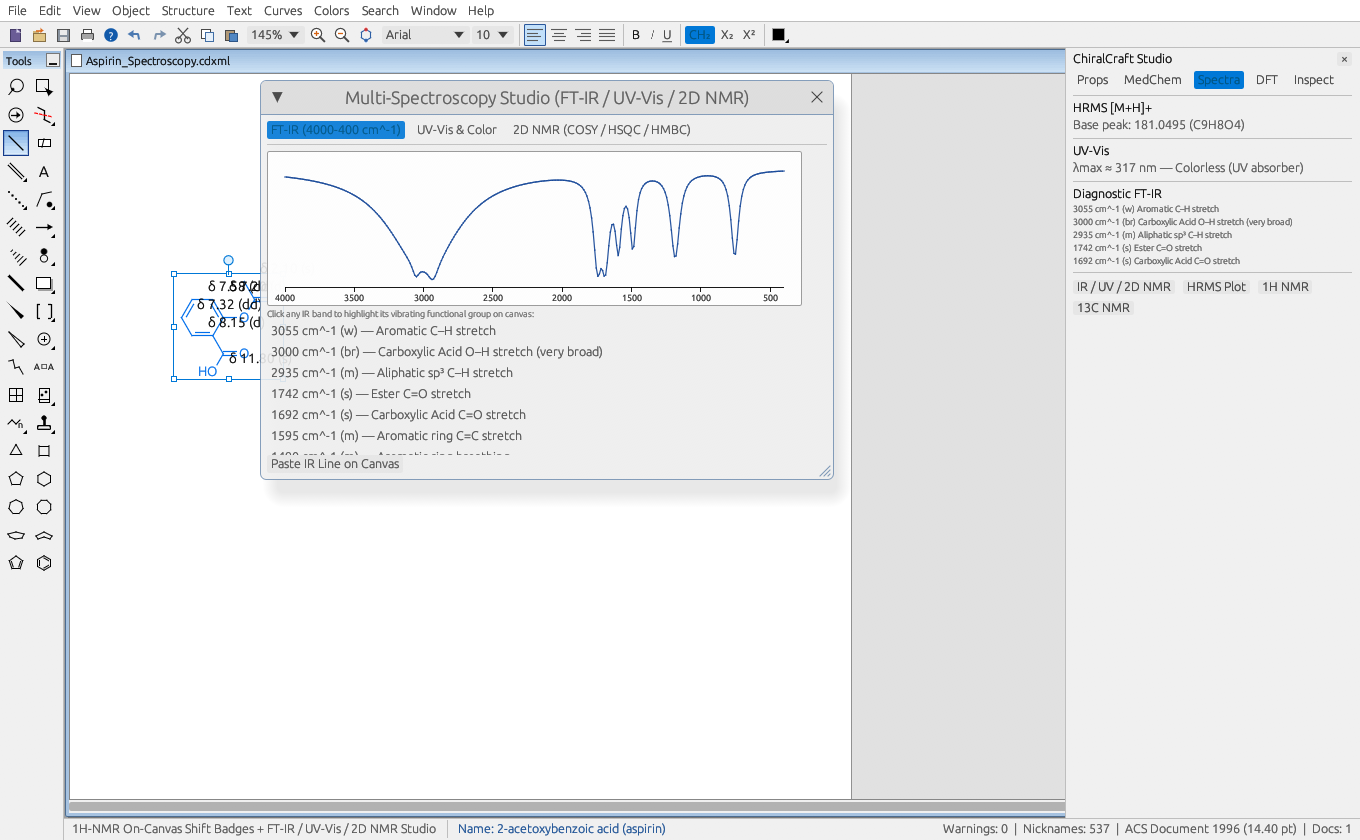 File Edit View Object Structure Text Curves Colors Search Window Help
145% Arial 10 B I U CH₂ X₂ X²
Tools
Aspirin_Spectroscopy.cdxml
A
Multi-Spectroscopy Studio (FT-IR / UV-Vis / 2D NMR)
FT-IR (4000-400 cm^-1) UV-Vis & Color 2D NMR (COSY / HSQC / HMBC)
4000 3500 3000 2500 2000 1500 1000 500
Click any IR band to highlight its vibrating functional group on canvas:
3055 cm^-1 (w) — Aromatic C–H stretch
3000 cm^-1 (br) — Carboxylic Acid O–H stretch (very broad)
2935 cm^-1 (m) — Aliphatic sp³ C–H stretch
1742 cm^-1 (s) — Ester C=O stretch
1692 cm^-1 (s) — Carboxylic Acid C=O stretch
1595 cm^-1 (m) — Aromatic ring C=C stretch
Paste IR Line on Canvas
δ 7.32 (dd)
δ 8.15 (d
O
O
δ 11.
HO
ChiralCraft Studio
Props MedChem Spectra DFT Inspect
HRMS [M+H]+
Base peak: 181.0495 (C9H8O4)
UV-Vis
λmax ≈ 317 nm — Colorless (UV absorber)
Diagnostic FT-IR
3055 cm^-1 (w) Aromatic C–H stretch
3000 cm^-1 (br) Carboxylic Acid O–H stretch (very broad)
2935 cm^-1 (m) Aliphatic sp³ C–H stretch
1742 cm^-1 (s) Ester C=O stretch
1692 cm^-1 (s) Carboxylic Acid C=O stretch
IR / UV / 2D NMR HRMS Plot 1H NMR
13C NMR
1H-NMR On-Canvas Shift Badges + FT-IR / UV-Vis / 2D NMR Studio Name: 2-acetoxybenzoic acid (aspirin) Warnings: 0 | Nicknames: 537 | ACS Document 1996 (14.40 pt) | Docs: 1